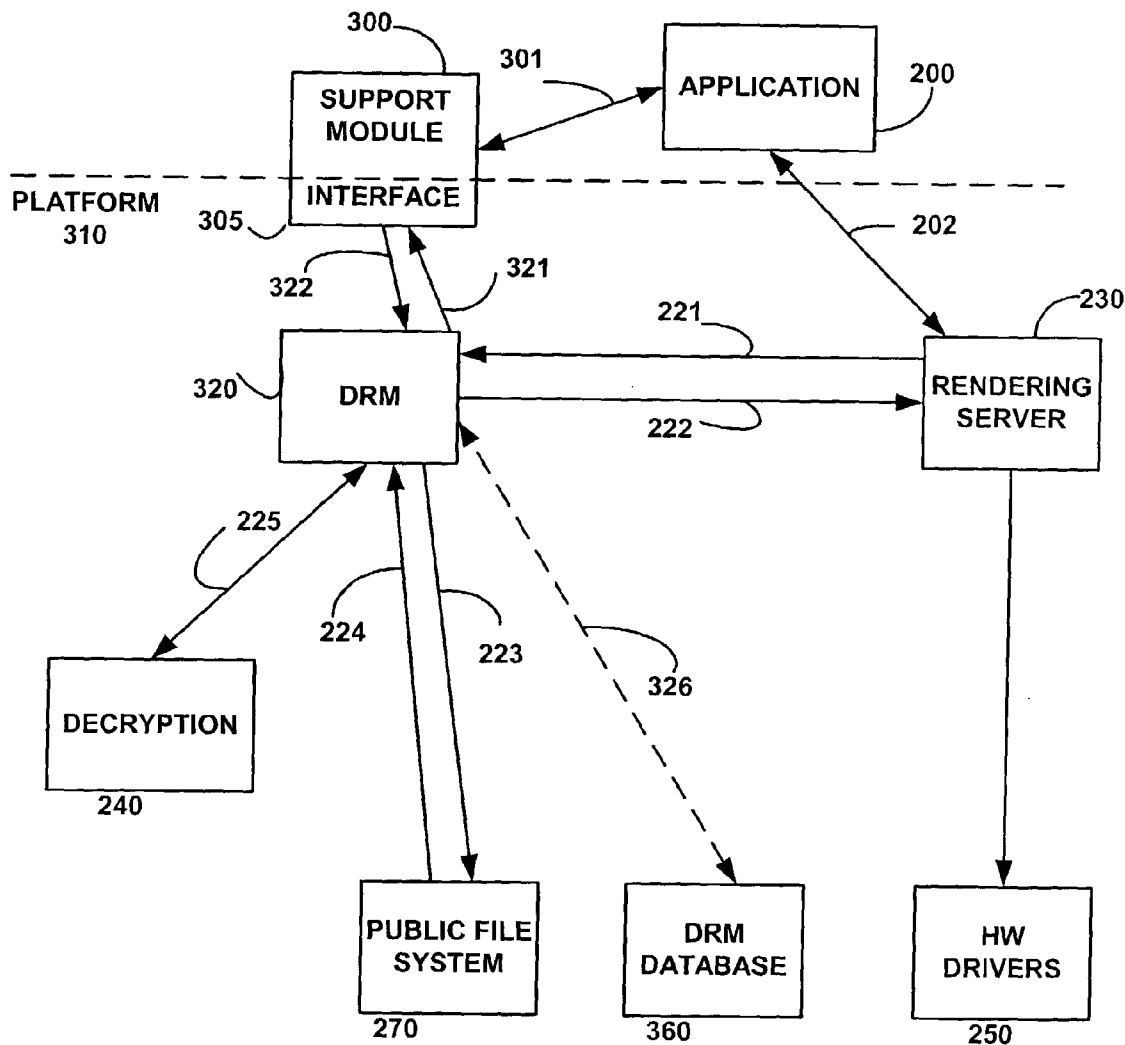 300
301
APPLICATION
200
SUPPORT
MODULE
INTERFACE
PLATFORM
310
305
202
322
321
221
230
320
DRM
RENDERING
SERVER
222
225
224
223
326
DECRYPTION
240
PUBLIC FILE
SYSTEM
DRM
DATABASE
HW
DRIVERS
270
360
250